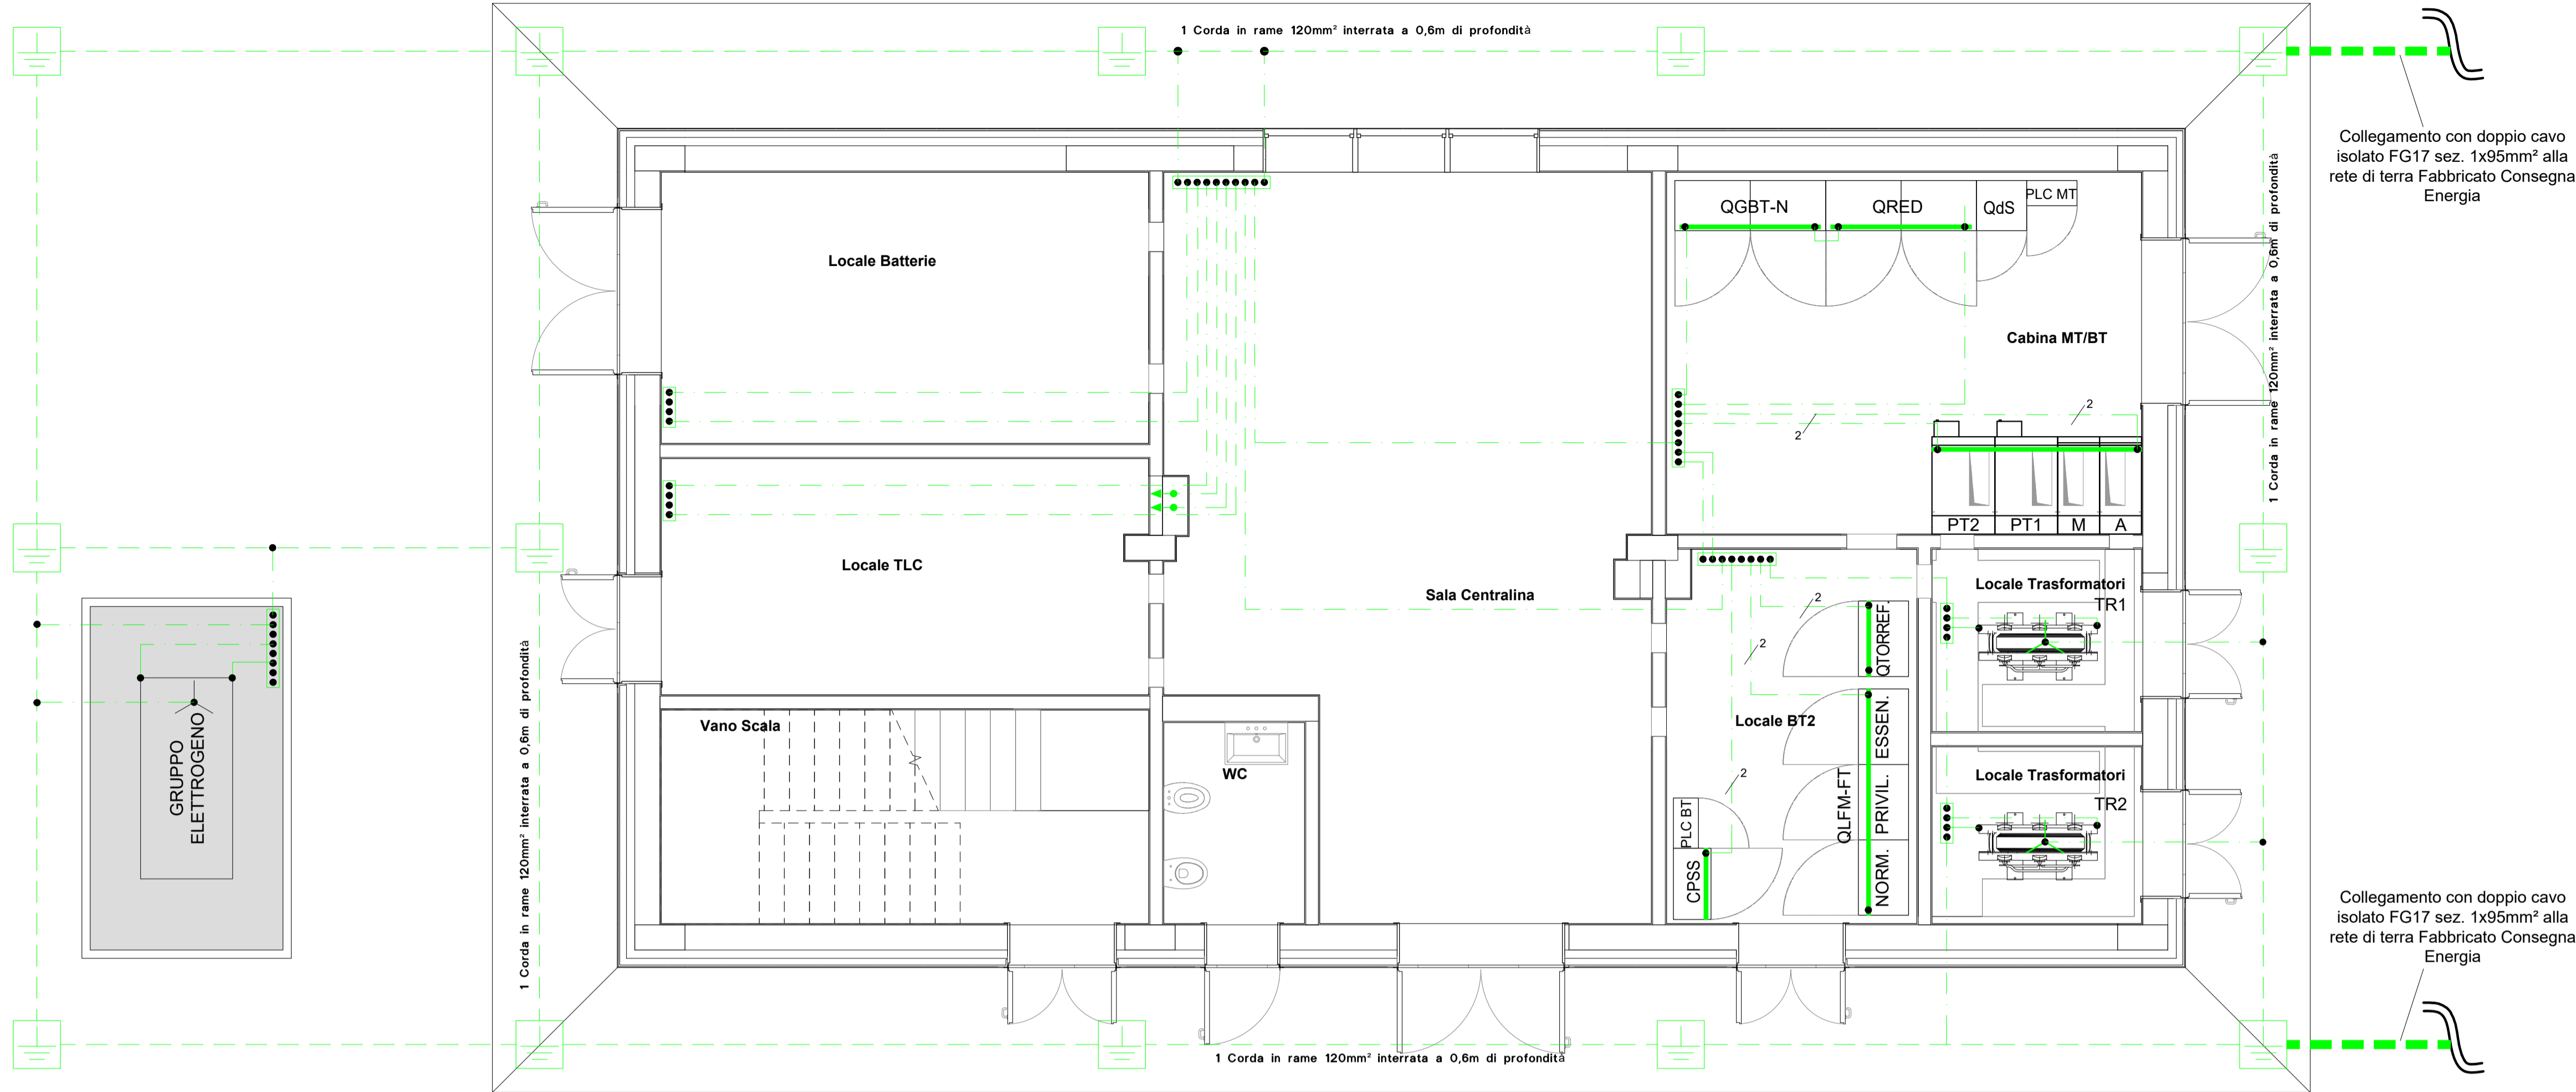 1 Corda in rame 120mm² interrata a 0,6m di profondità
Collegamento con doppio cavo
isolato FG17 sez. 1x95mm² alla
rete di terra Fabbricato Consegna
Energia
1 Corda in rame 120mm² interrata a 0,6m di profondità
QGBT-N
QRED
QdS
PLC MT
Locale Batterie
Cabina MT/BT
2
2
PT2
PT1
M
A
Locale TLC
Sala Centralina
Locale Trasformatori
TR1
2
2
QTORREF.
Vano Scala
WC
Locale BT2
2
ESSEN.
PRIVIL.
NORM.
QLFM-FT
PLC BT
CPSS
Locale Trasformatori
TR2
GRUPPO
ELETTROGENO
1 Corda in rame 120mm² interrata a 0,6m di profondità
Collegamento con doppio cavo
isolato FG17 sez. 1x95mm² alla
rete di terra Fabbricato Consegna
Energia
1 Corda in rame 120mm² interrata a 0,6m di profondità